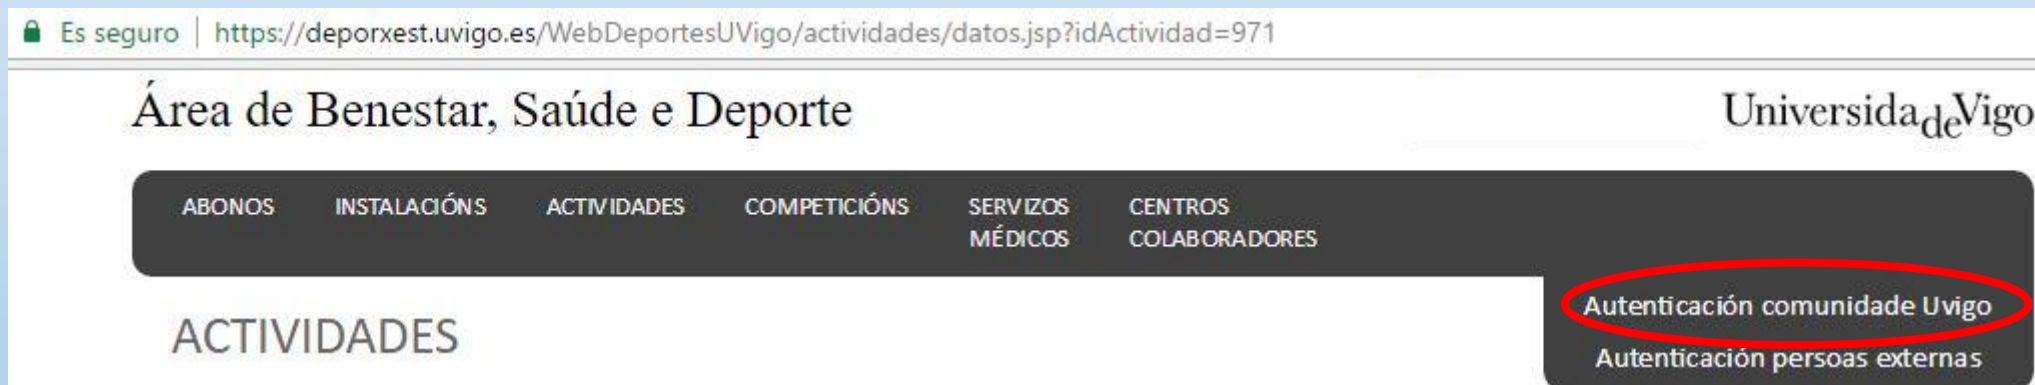 Es seguro | https://deporxest.uvigo.es/WebDeportesUVigo/actividades/datos.jsp?idActividad=971
Área de Benestar, Saúde e Deporte
UniversidadeVigo
ABONOS INSTALACIÓNS ACTIVIDADES COMPETICIÓNS SERVIZOS MÉDICOS CENTROS COLABORADORES
ACTIVIDADES
Autenticación comunidade Uvigo
Autenticación persoas externas